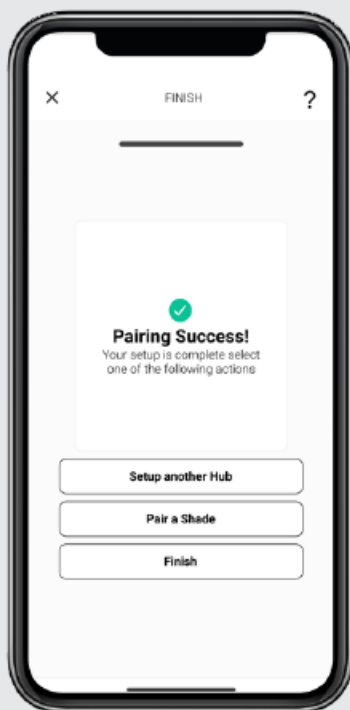 FINISH
?
Pairing Success!
Your setup is complete select
one of the following actions
Setup another Hub
Pair a Shade
Finish